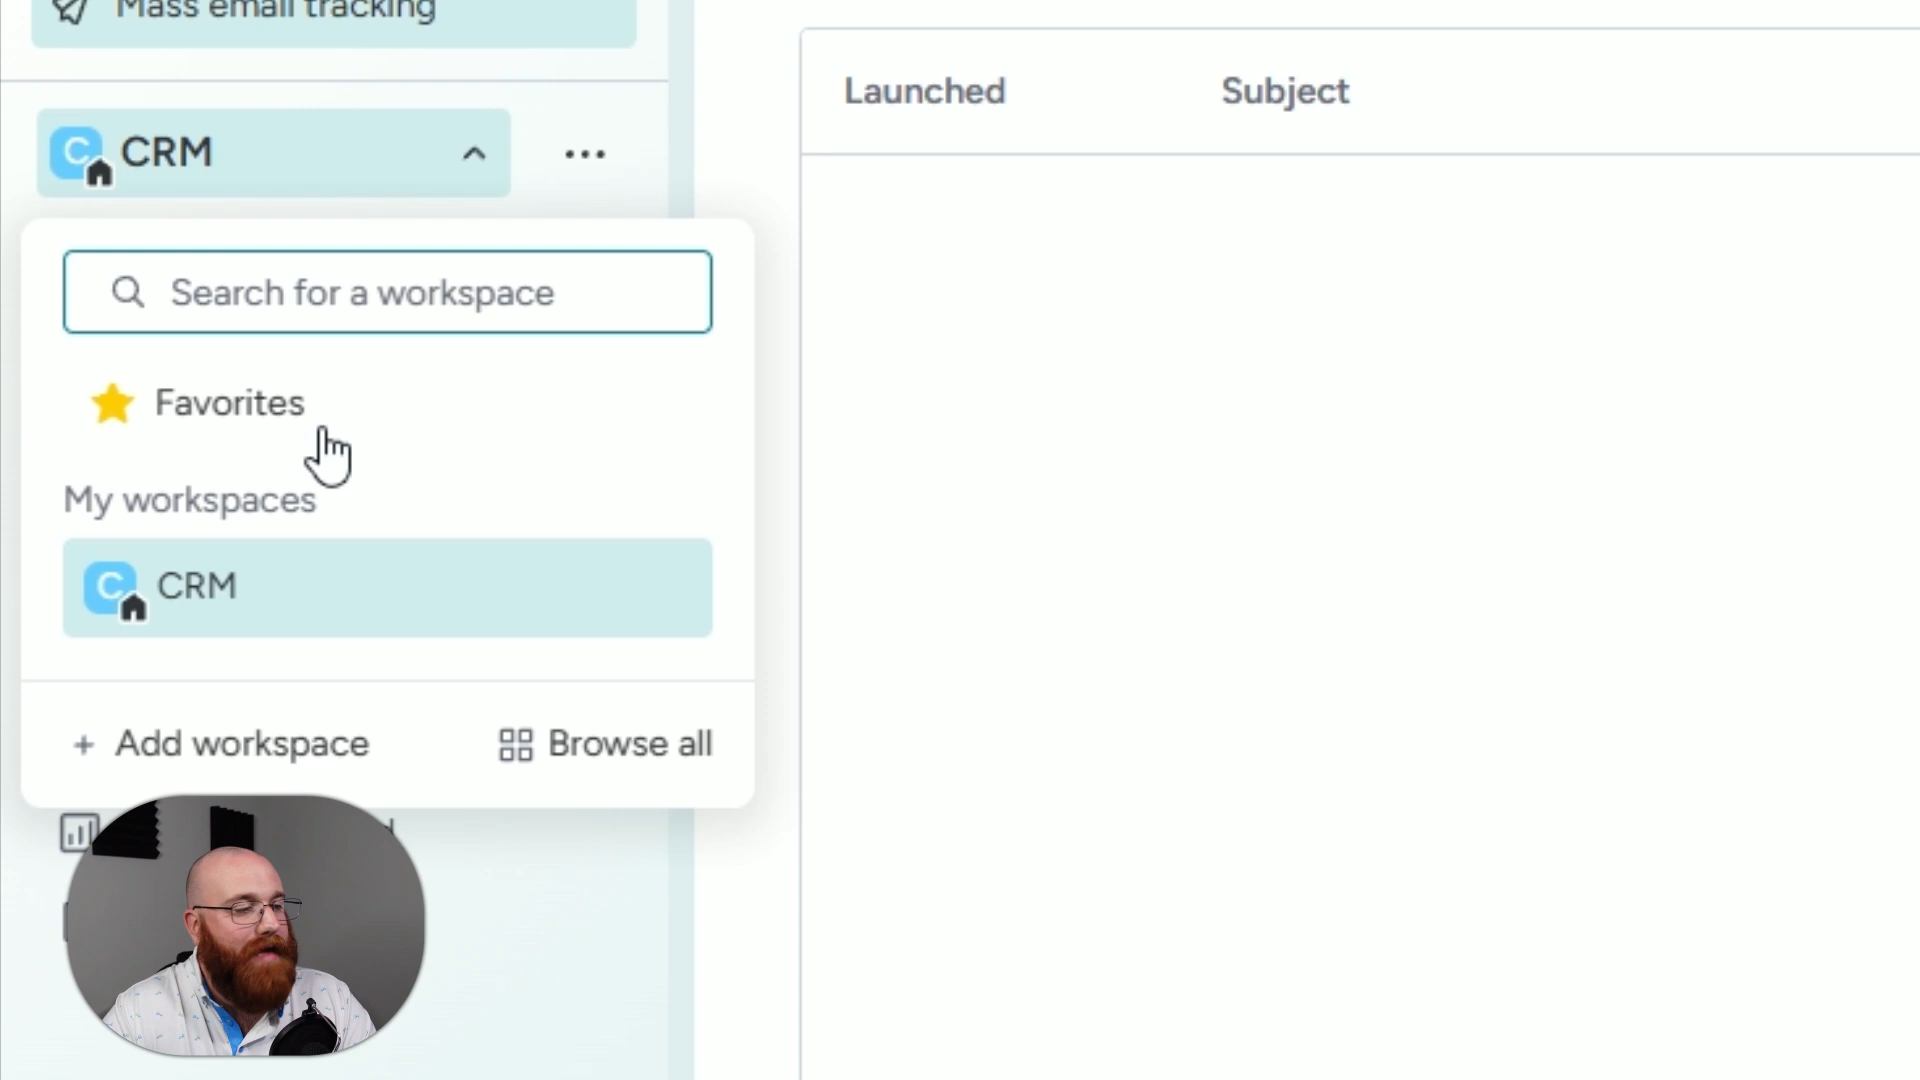 Mass email tracking
Launched
Subject
C
CRM
Search for a workspace
Favorites
My workspaces
C
CRM
+ Add workspace
Browse all